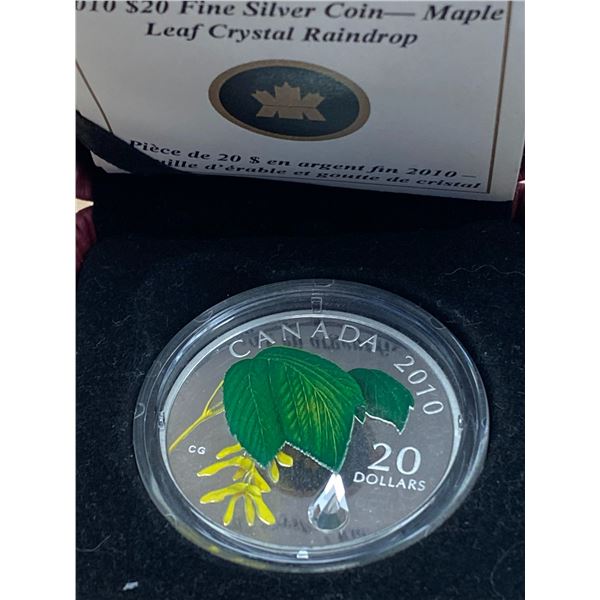 010 $20 Fine Silver Coin— Maple
Leaf Crystal Raindrop
Pièce de 20 $ en argent fin 2010 –
uille d'érable et goutte de cristal
CANADA 2010
CG
20
DOLLARS